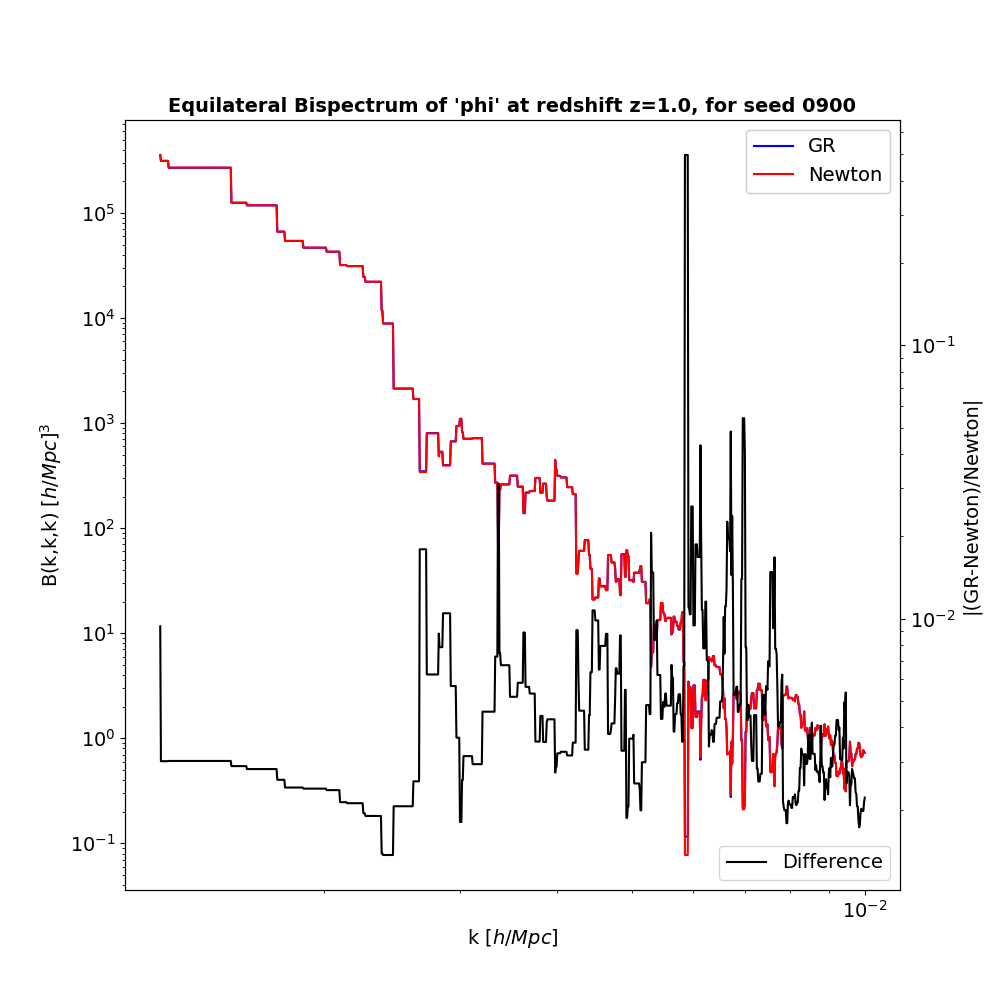 Equilateral Bispectrum of 'phi' at redshift z=1.0, for seed 0900
GR
Newton
10^5
10^4
10^3
10^2
10^1
10^0
10^-1
B(k,k,k) [h/Mpc]^3
10^-1
10^-2
|(GR-Newton)/Newton|
Difference
10^-2
k [h/Mpc]